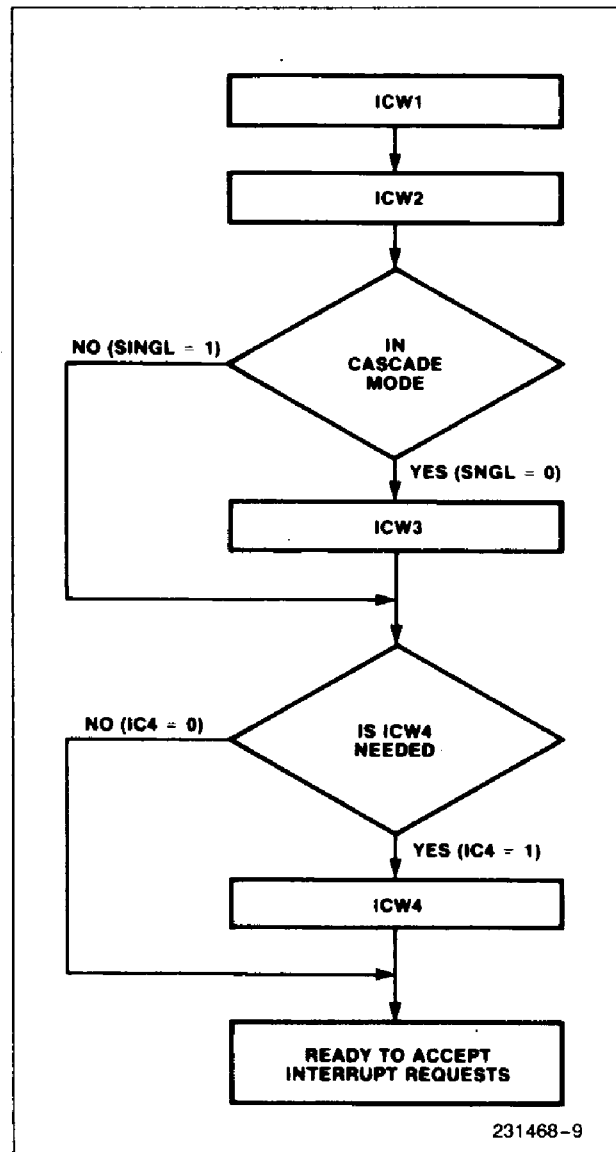 ICW1
ICW2
IN
CASCADE
MODE
NO (SINGL = 1)
YES (SNGL = 0)
ICW3
IS ICW4
NEEDED
NO (IC4 = 0)
YES (IC4 = 1)
ICW4
READY TO ACCEPT
INTERRUPT REQUESTS
231468-9